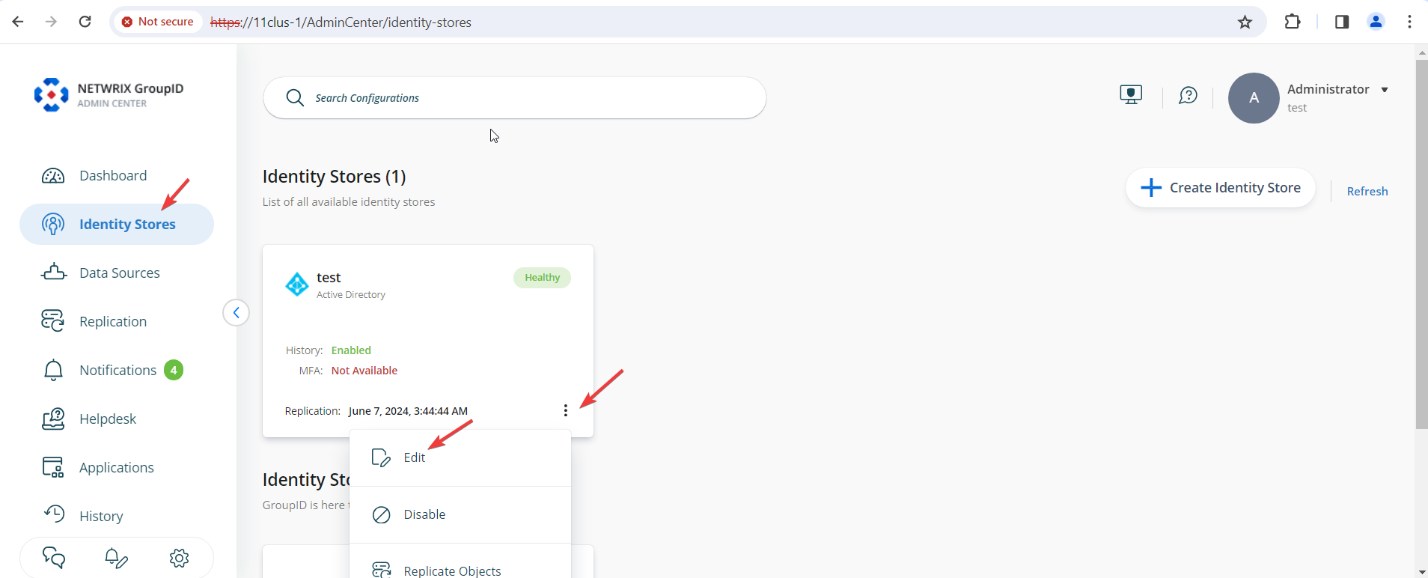 Not secure
https://11clus-1/AdminCenter/identity-stores
NETWRIX GroupID
ADMIN CENTER
Search Configurations
A
Administrator
test
Dashboard
Identity Stores
Data Sources
Replication
Notifications 4
Helpdesk
Applications
History
Identity Stores (1)
List of all available identity stores
Create Identity Store
Refresh
test
Active Directory
Healthy
History: Enabled
MFA: Not Available
Replication: June 7, 2024, 3:44:44 AM
Edit
Disable
Replicate Objects
Identity Sto
GroupID is here